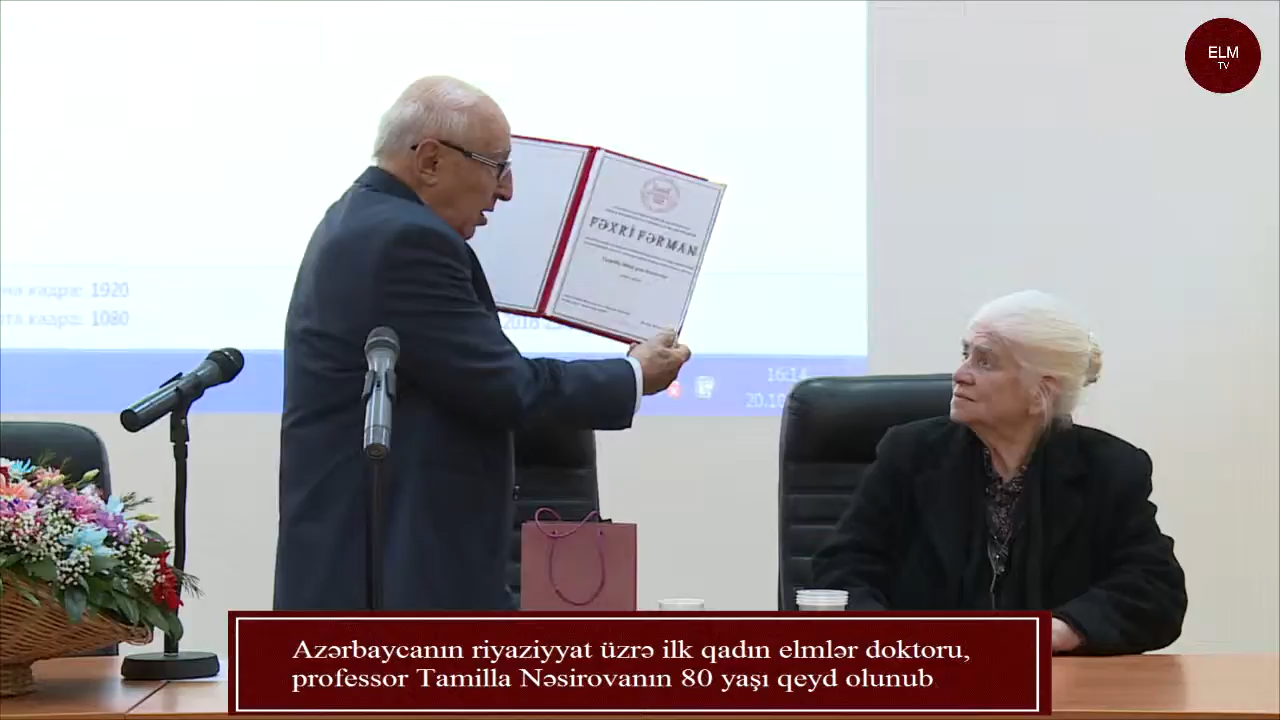 ELM
TV
FƏXRİ FƏRMAN
на кадра: 1920
та кадра: 1080
16:14
20.10
Azərbaycanın riyaziyyat üzrə ilk qadın elmlər doktoru,
professor Tamilla Nəsirovanın 80 yaşı qeyd olunub